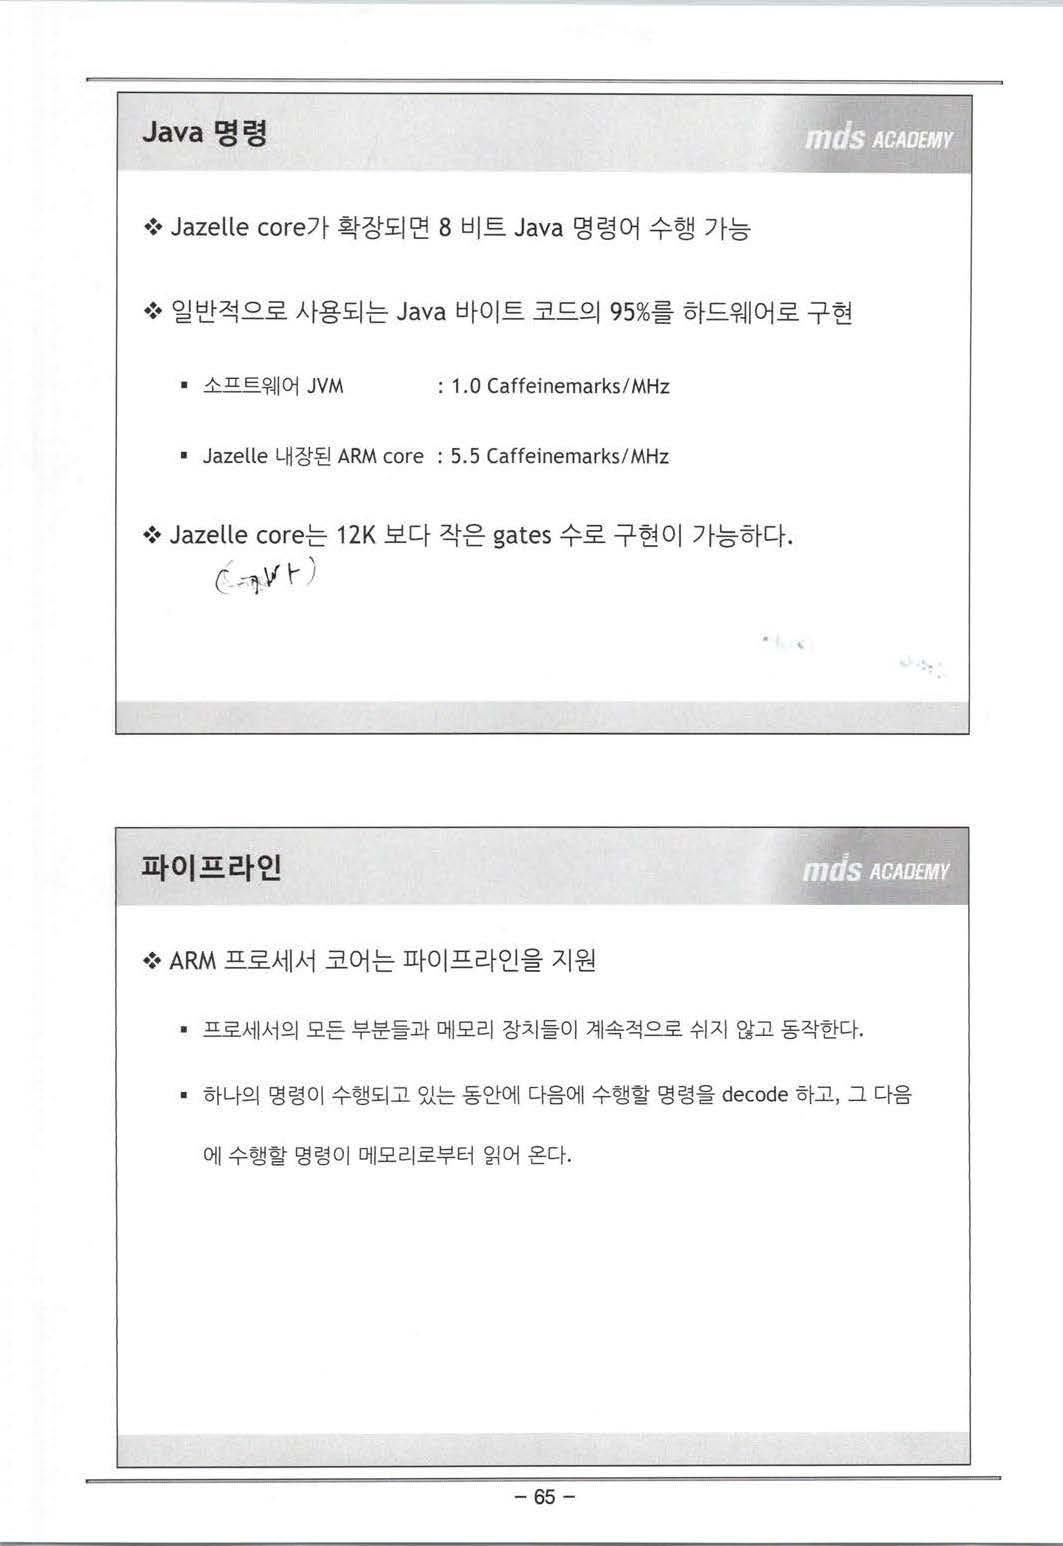 Java 명령
mds ACADEMY
❖ Jazelle core가 확장되면 8 비트 Java 명령어 수행 가능
❖ 일반적으로 사용되는 Java 바이트 코드의 95%를 하드웨어로 구현
▪ 소프트웨어 JVM : 1.0 Caffeinemarks/MHz
▪ Jazelle 내장된 ARM core : 5.5 Caffeinemarks/MHz
❖ Jazelle core는 12K 보다 작은 gates 수로 구현이 가능하다.
파이프라인
mds ACADEMY
❖ ARM 프로세서 코어는 파이프라인을 지원
▪ 프로세서의 모든 부분들과 메모리 장치들이 계속적으로 쉬지 않고 동작한다.
▪ 하나의 명령이 수행되고 있는 동안에 다음에 수행할 명령을 decode 하고, 그 다음
에 수행할 명령이 메모리로부터 읽어 온다.
– 65 –